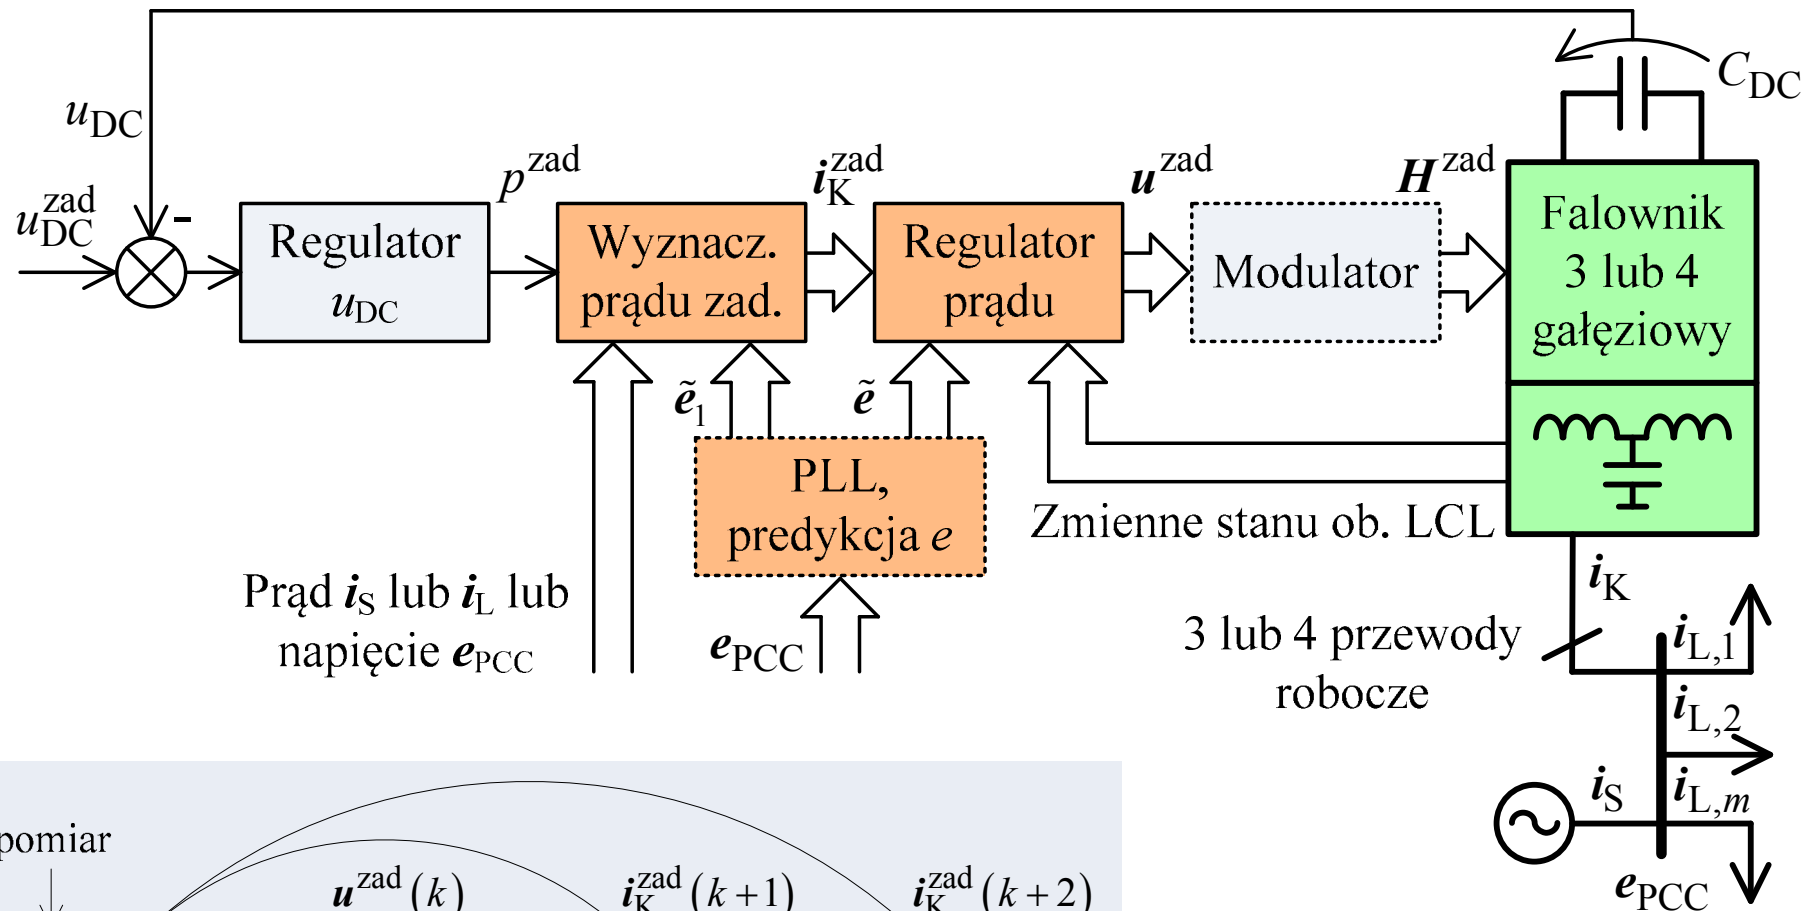 C_DC
u_DC
u_DC^zad
-
Regulator
u_DC
p^zad
Wyznacz.
prądu zad.
i_K^zad
Regulator
prądu
u^zad
Modulator
H^zad
Falownik
3 lub 4
gałęziowy
ẽ_1
ẽ
PLL,
predykcja e
Zmienne stanu ob. LCL
Prąd i_S lub i_L lub
napięcie e_PCC
e_PCC
i_K
3 lub 4 przewody
robocze
i_L,1
i_L,2
i_S
i_L,m
e_PCC
pomiar
u^zad(k)
i_K^zad(k+1)
i_K^zad(k+2)